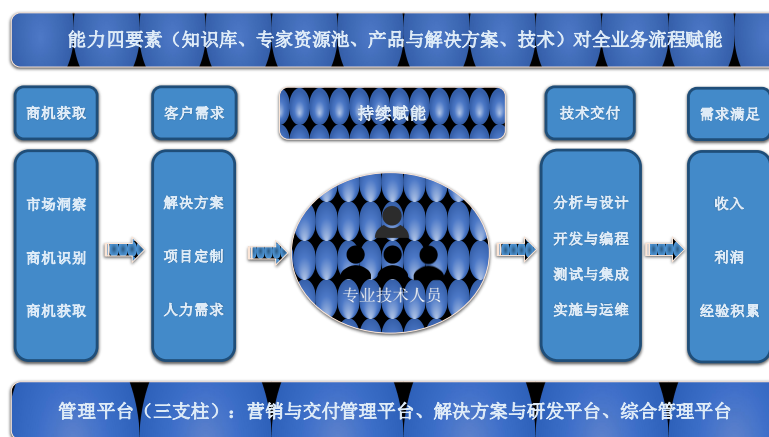 能力四要素（知识库、专家资源池、产品与解决方案、技术）对全业务流程赋能
商机获取
客户需求
持续赋能
技术交付
需求满足
市场洞察
商机识别
商机获取
解决方案
项目定制
人力需求
专业技术人员
分析与设计
开发与编程
测试与集成
实施与运维
收入
利润
经验积累
管理平台（三支柱）：营销与交付管理平台、解决方案与研发平台、综合管理平台